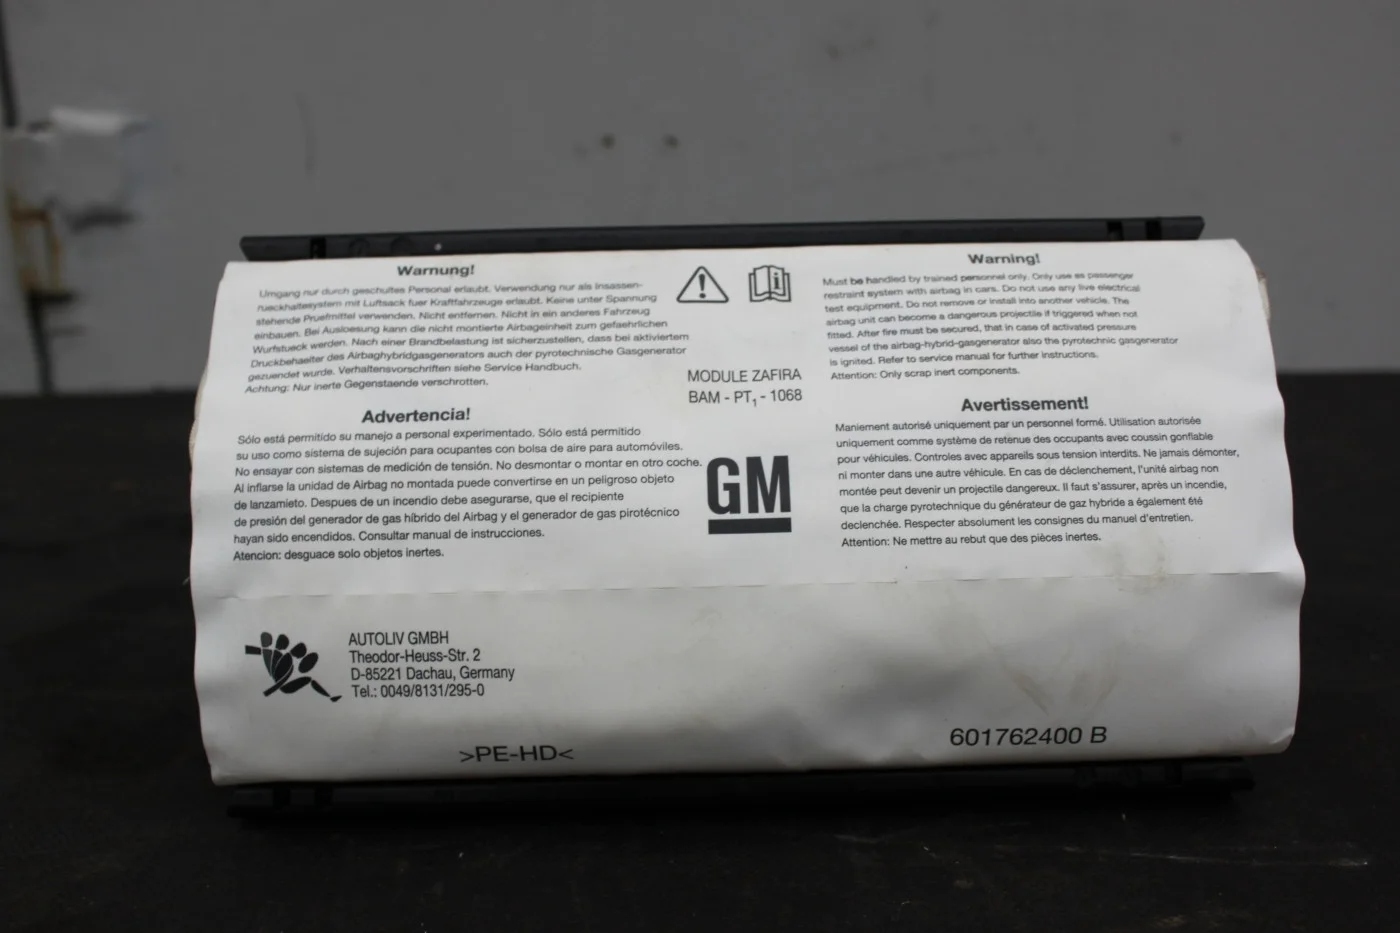 Warnung!
Umgang nur durch geschultes Personal erlaubt. Verwendung nur als Insassen-
rueckhaltesystem mit Luftsack fuer Kraftfahrzeuge erlaubt. Keine unter Spannung
stehende Pruefmittel verwenden. Nicht entfernen. Nicht in ein anderes Fahrzeug
einbauen. Bei Ausloesung kann die nicht montierte Airbageinheit zum gefaehrlichen
Wurfstueck werden. Nach einer Brandbelastung ist sicherzustellen, dass bei aktiviertem
Druckbehaelter des Airbaghybridgasgenerators auch der pyrotechnische Gasgenerator
gezuendet wurde. Verhaltensvorschriften siehe Service Handbuch.
Achtung: Nur inerte Gegenstaende verschrotten.
Warning!
Must be handled by trained personnel only. Only use as passenger
restraint system with airbag in cars. Do not use any live electrical
test equipment. Do not remove or install into another vehicle. The
airbag unit can become a dangerous projectile if triggered when not
fitted. After fire must be secured, that in case of activated pressure
vessel of the airbag-hybrid-gasgenerator also the pyrotechnic gasgenerator
is ignited. Refer to service manual for further instructions.
Attention: Only scrap inert components.
MODULE ZAFIRA
BAM - PT₁ - 1068
Advertencia!
Sólo está permitido su manejo a personal experimentado. Sólo está permitido
su uso como sistema de sujeción para ocupantes con bolsa de aire para automóviles.
No ensayar con sistemas de medición de tensión. No desmontar o montar en otro coche.
Al inflarse la unidad de Airbag no montada puede convertirse en un peligroso objeto
de lanzamieto. Despues de un incendio debe asegurarse, que el recipiente
de presión del generador de gas híbrido del Airbag y el generador de gas pirotécnico
hayan sido encendidos. Consultar manual de instrucciones.
Atencion: desguace solo objetos inertes.
GM
Avertissement!
Maniement autorisé uniquement par un personnel formé. Utilisation autorisée
uniquement comme système de retenue des occupants avec coussin gonflable
pour véhicules. Controles avec appareils sous tension interdits. Ne jamais démonter,
ni monter dans une autre véhicule. En cas de déclenchement, l'unité airbag non
montée peut devenir un projectile dangereux. Il faut s'assurer, après un incendie,
que la charge pyrotechnique du générateur de gaz hybride a également été
declenchée. Respecter absolument les consignes du manuel d'entretien.
Attention: Ne mettre au rebut que des pièces inertes.
AUTOLIV GMBH
Theodor-Heuss-Str. 2
D-85221 Dachau, Germany
Tel.: 0049/8131/295-0
>PE-HD<
601762400 B